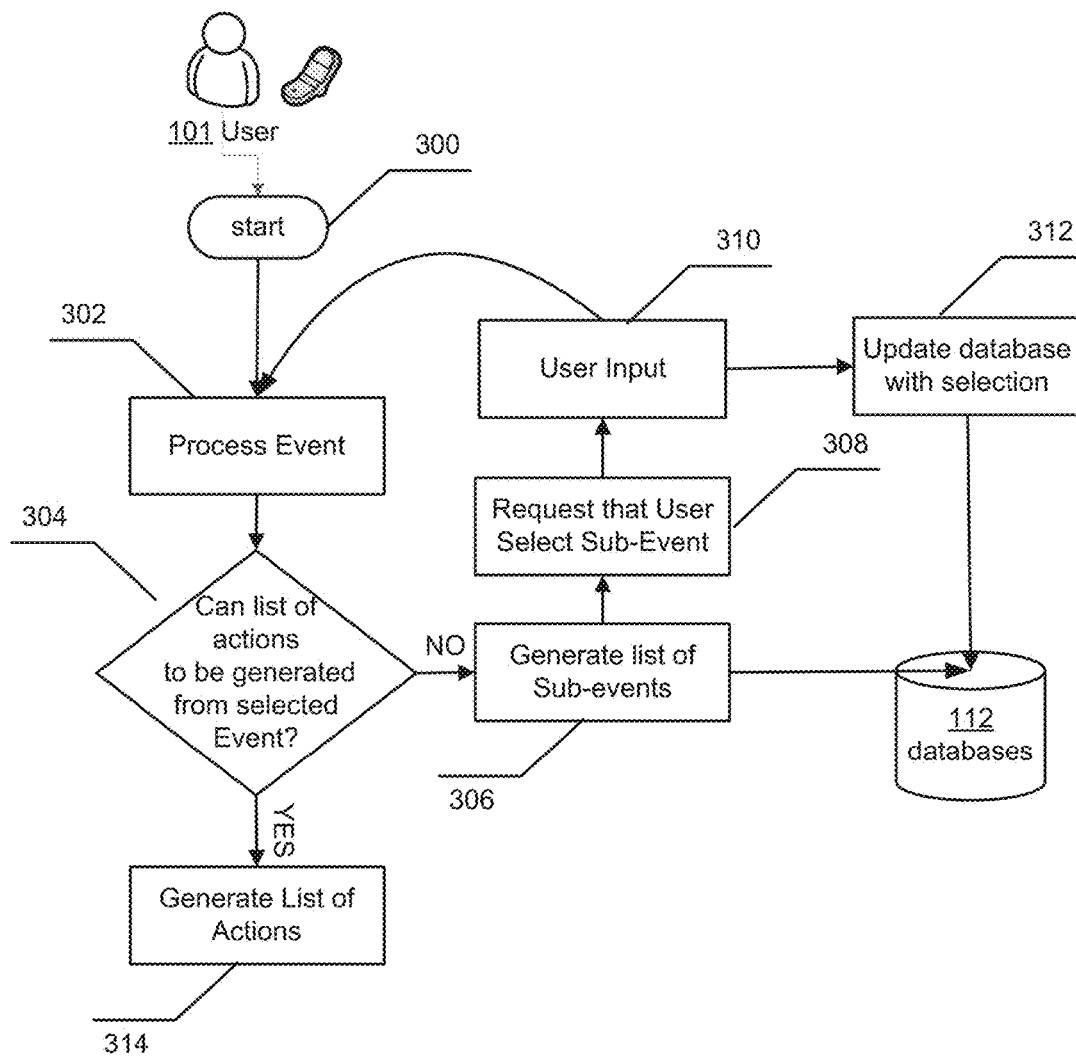 101 User
300
start
310
312
302
User Input
Update database
with selection
Process Event
308
304
Request that User
Select Sub-Event
Can list of
actions
to be generated
from selected
Event?
NO
Generate list of
Sub-events
112
databases
306
YES
Generate List of
Actions
314